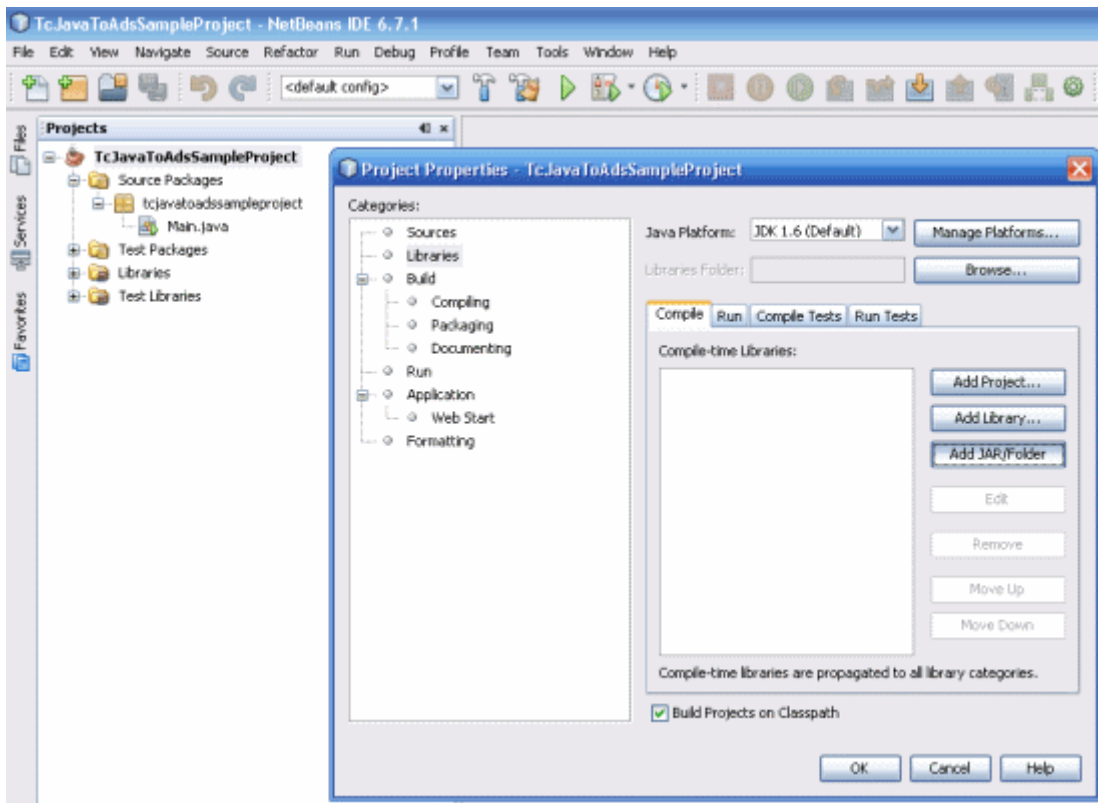 TcJavaToAdsSampleProject - NetBeans IDE 6.7.1
File Edit View Navigate Source Refactor Run Debug Profile Team Tools Window Help
<default config>
Files
Services
Favorites
Projects
TcJavaToAdsSampleProject
Source Packages
tcjavatoadssampleproject
Main.java
Test Packages
Libraries
Test Libraries
Project Properties - TcJavaToAdsSampleProject
Categories:
Sources
Libraries
Build
Compiling
Packaging
Documenting
Run
Application
Web Start
Formatting
Java Platform: JDK 1.6 (Default) Manage Platforms...
Libraries Folder: Browse...
Compile Run Compile Tests Run Tests
Compile-time Libraries:
Add Project...
Add Library...
Add JAR/Folder
Edit
Remove
Move Up
Move Down
Compile-time libraries are propagated to all library categories.
Build Projects on Classpath
OK Cancel Help